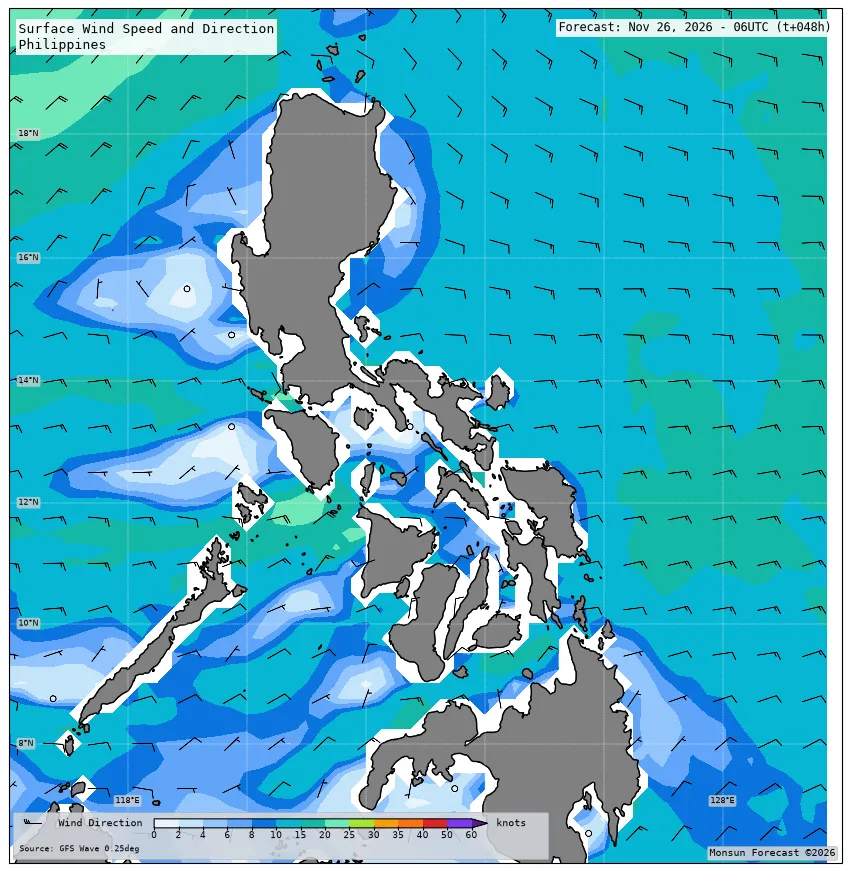 Surface Wind Speed and Direction
Philippines
Forecast: Nov 26, 2026 - 06UTC (t+048h)
18°N
16°N
14°N
12°N
10°N
8°N
118°E
128°E
Wind Direction
0 2 4 6 8 10 15 20 25 30 35 40 50 60
knots
Source: GFS Wave 0.25deg
Monsun Forecast ©2026